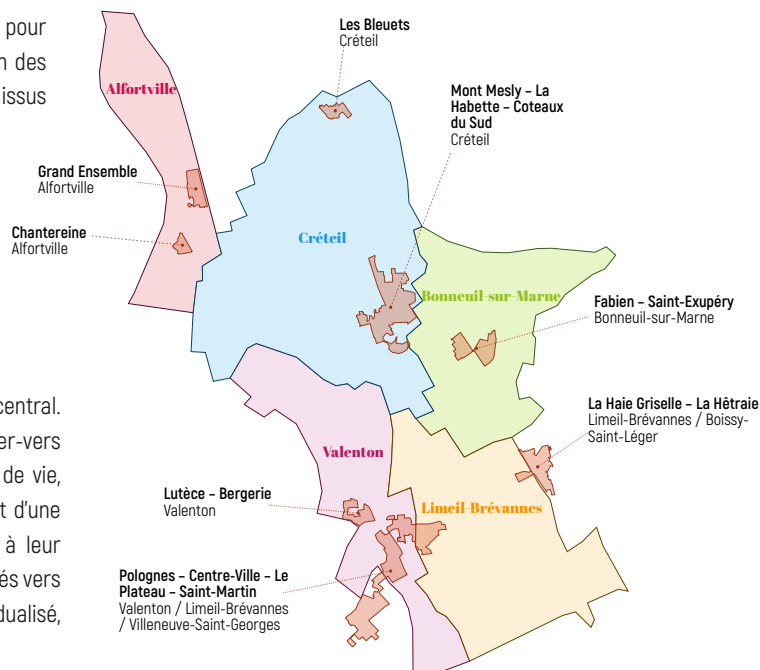 pour
n des
issus
central.
er-vers
de vie,
t d'une
à leur
és vers
dualisé,
Les Bleuets
Créteil
Mont Mesly – La
Habette – Coteaux
du Sud
Créteil
Alfortville
Grand Ensemble
Alfortville
Chantereine
Alfortville
Créteil
Bonneuil-sur-Marne
Fabien – Saint-Exupéry
Bonneuil-sur-Marne
La Haie Griselle – La Hêtraie
Limeil-Brévannes / Boissy-
Saint-Léger
Valenton
Lutèce – Bergerie
Valenton
Limeil-Brévannes
Polognes – Centre-Ville – Le
Plateau – Saint-Martin
Valenton / Limeil-Brévannes
/ Villeneuve-Saint-Georges